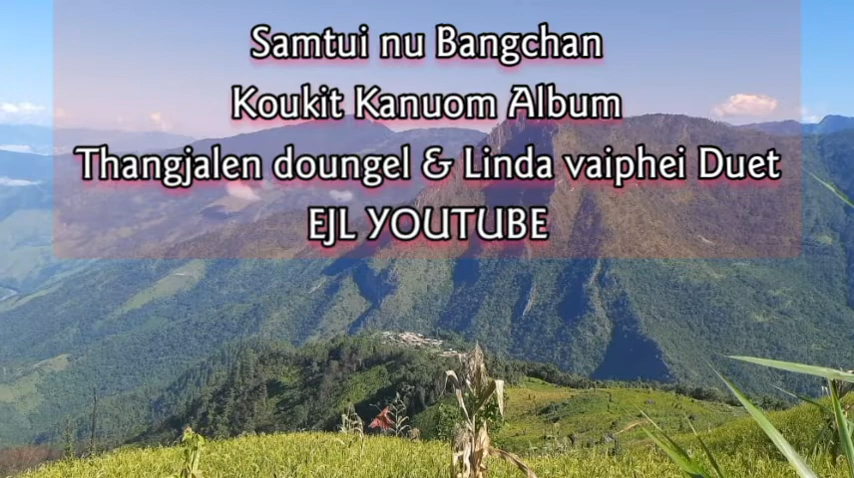 Samtui nu Bangchan
Koukit Kanuom Album
Thangjalen doungel & Linda vaiphei Duet
EJL YOUTUBE